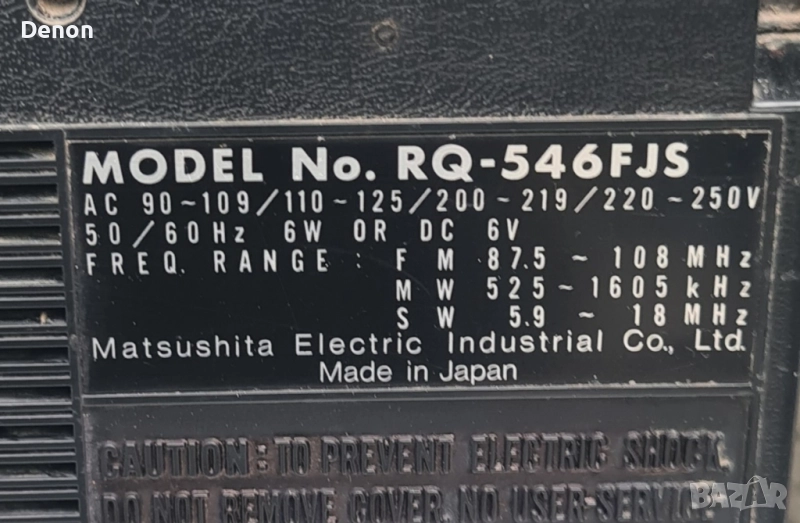 Denon
MODEL No. RQ-546FJS
AC 90~109/110~125/200~219/220~250V
50/60Hz 6W OR DC 6V
FREQ. RANGE : FM 87.5 ~ 108 MHz
MW 525~1605 kHz
SW 5.9 ~ 18 MHz
Matsushita Electric Industrial Co., Ltd.
Made in Japan
CAUTION: TO PREVENT ELECTRIC SHOCK
DO NOT REMOVE COVER. NO USER-SERVICE
BAZAR